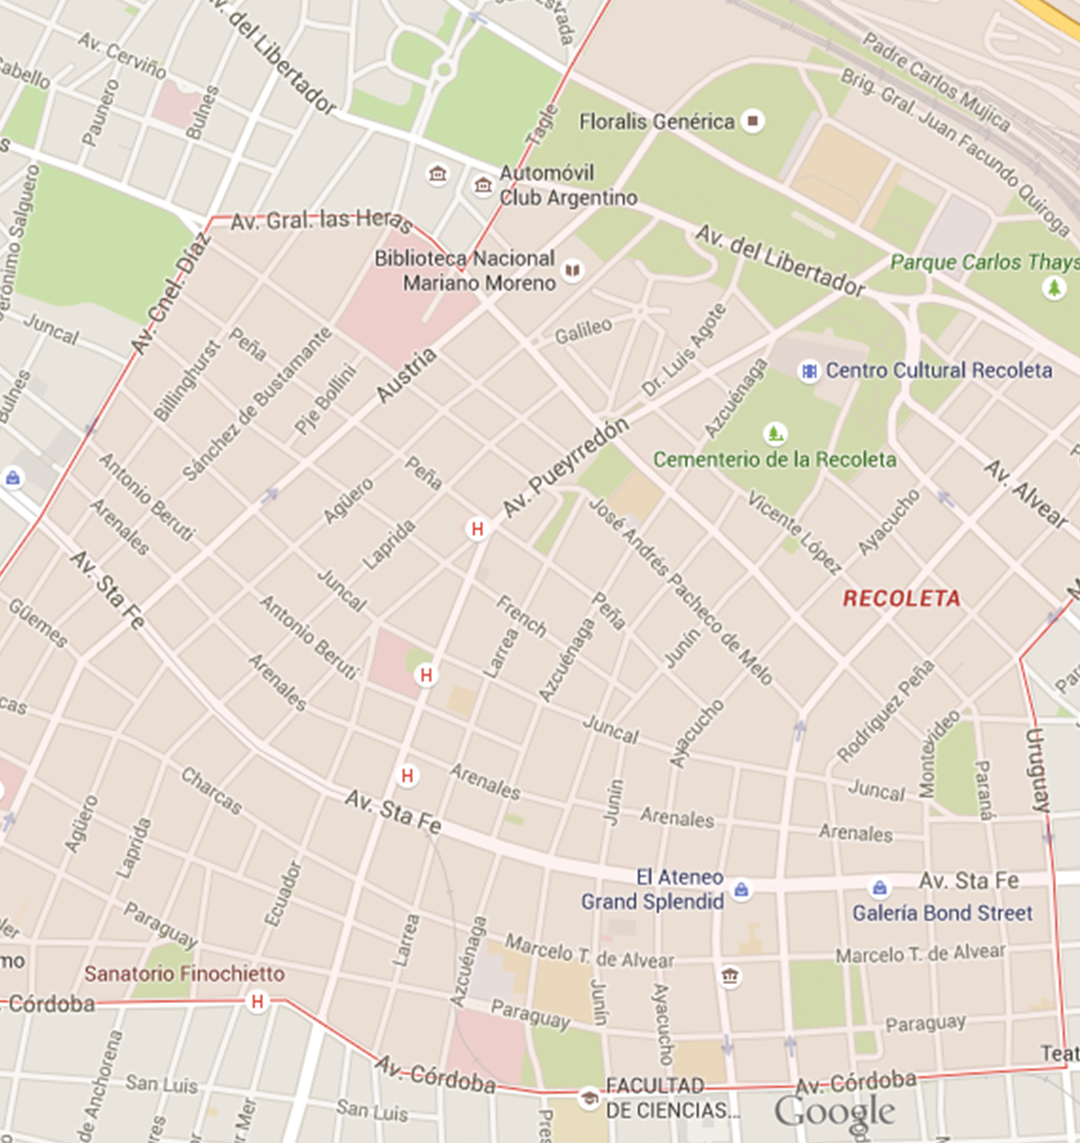 Av. del Libertador
Estrada
Av. Cerviño
Cabello
Paunero
Bulnes
Padre Carlos Mujica
Brig. Gral. Juan Facundo Quiroga
Tagle
Floralis Genérica
Automóvil
Club Argentino
Jerónimo Salguero
Av. Gral. las Heras
Av. Cnel. Díaz
Biblioteca Nacional
Mariano Moreno
Av. del Libertador
Parque Carlos Thays
Juncal
Peña
Galileo
Billinghurst
Sánchez de Bustamante
Pje Bollini
Austria
Dr. Luis Agote
Centro Cultural Recoleta
Bulnes
Azcuénaga
Cementerio de la Recoleta
Antonio Beruti
Arenales
Peña
Av. Pueyrredón
Av. Alvear
Agüero
Laprida
H
José Andrés Pacheco de Melo
Vicente López
Ayacucho
Av. Sta Fe
Juncal
RECOLETA
Güemes
Antonio Beruti
French
Peña
Larrea
Azcuénaga
Junín
H
Arenales
Rodríguez Peña
Juncal
Ayacucho
Montevideo
Uruguay
Paraná
H
Charcas
Arenales
Juncal
Junín
Av. Sta Fe
Arenales
Arenales
Agüero
Laprida
Ecuador
El Ateneo
Grand Splendid
Av. Sta Fe
Galería Bond Street
Paraguay
Larrea
Azcuénaga
Marcelo T. de Alvear
Marcelo T. de Alvear
Sanatorio Finochietto
H
Córdoba
Junín
Ayacucho
Paraguay
Paraguay
Av. Córdoba
Teat
de Anchorena
San Luis
FACULTAD
DE CIENCIAS...
Av. Córdoba
San Luis
Google